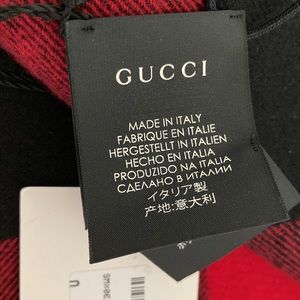 GUCCI
MADE IN ITALY
FABRIQUE EN ITALIE
HERGESTELLT IN ITALIEN
HECHO EN ITALIA
PRODUZIDO NA ITALIA
СДЕЛАНО В ИТАЛИИ
イタリア製
产地:意大利